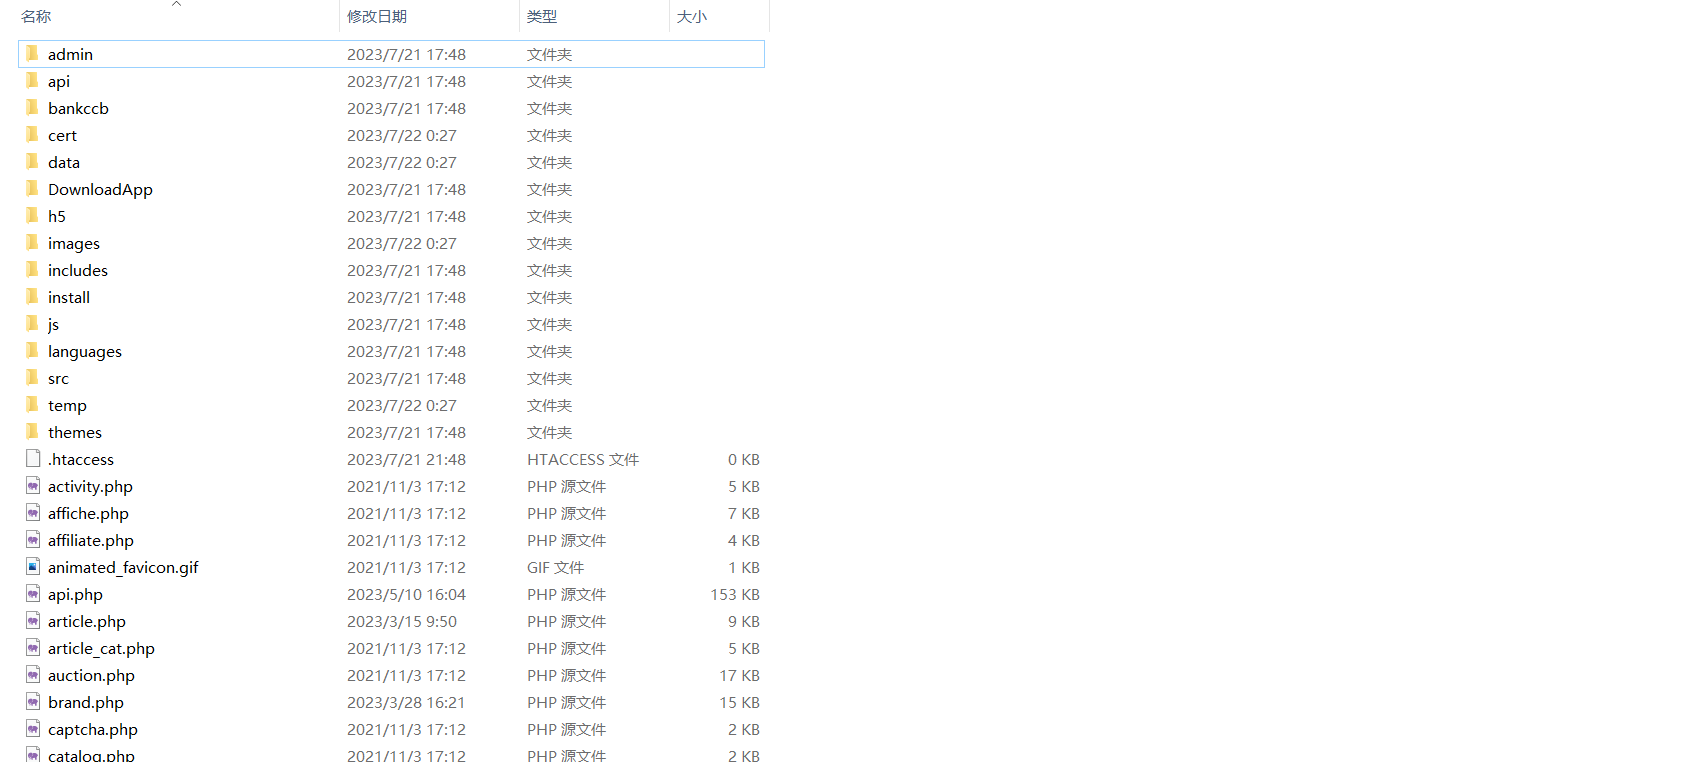 名称 修改日期 类型 大小
admin 2023/7/21 17:48 文件夹
api 2023/7/21 17:48 文件夹
bankccb 2023/7/21 17:48 文件夹
cert 2023/7/22 0:27 文件夹
data 2023/7/22 0:27 文件夹
DownloadApp 2023/7/21 17:48 文件夹
h5 2023/7/21 17:48 文件夹
images 2023/7/22 0:27 文件夹
includes 2023/7/21 17:48 文件夹
install 2023/7/21 17:48 文件夹
js 2023/7/21 17:48 文件夹
languages 2023/7/21 17:48 文件夹
src 2023/7/21 17:48 文件夹
temp 2023/7/22 0:27 文件夹
themes 2023/7/21 17:48 文件夹
.htaccess 2023/7/21 21:48 HTACCESS 文件 0 KB
activity.php 2021/11/3 17:12 PHP 源文件 5 KB
affiche.php 2021/11/3 17:12 PHP 源文件 7 KB
affiliate.php 2021/11/3 17:12 PHP 源文件 4 KB
animated_favicon.gif 2021/11/3 17:12 GIF 文件 1 KB
api.php 2023/5/10 16:04 PHP 源文件 153 KB
article.php 2023/3/15 9:50 PHP 源文件 9 KB
article_cat.php 2021/11/3 17:12 PHP 源文件 5 KB
auction.php 2021/11/3 17:12 PHP 源文件 17 KB
brand.php 2023/3/28 16:21 PHP 源文件 15 KB
captcha.php 2021/11/3 17:12 PHP 源文件 2 KB
catalog.php 2021/11/3 17:12 PHP 源文件 2 KB